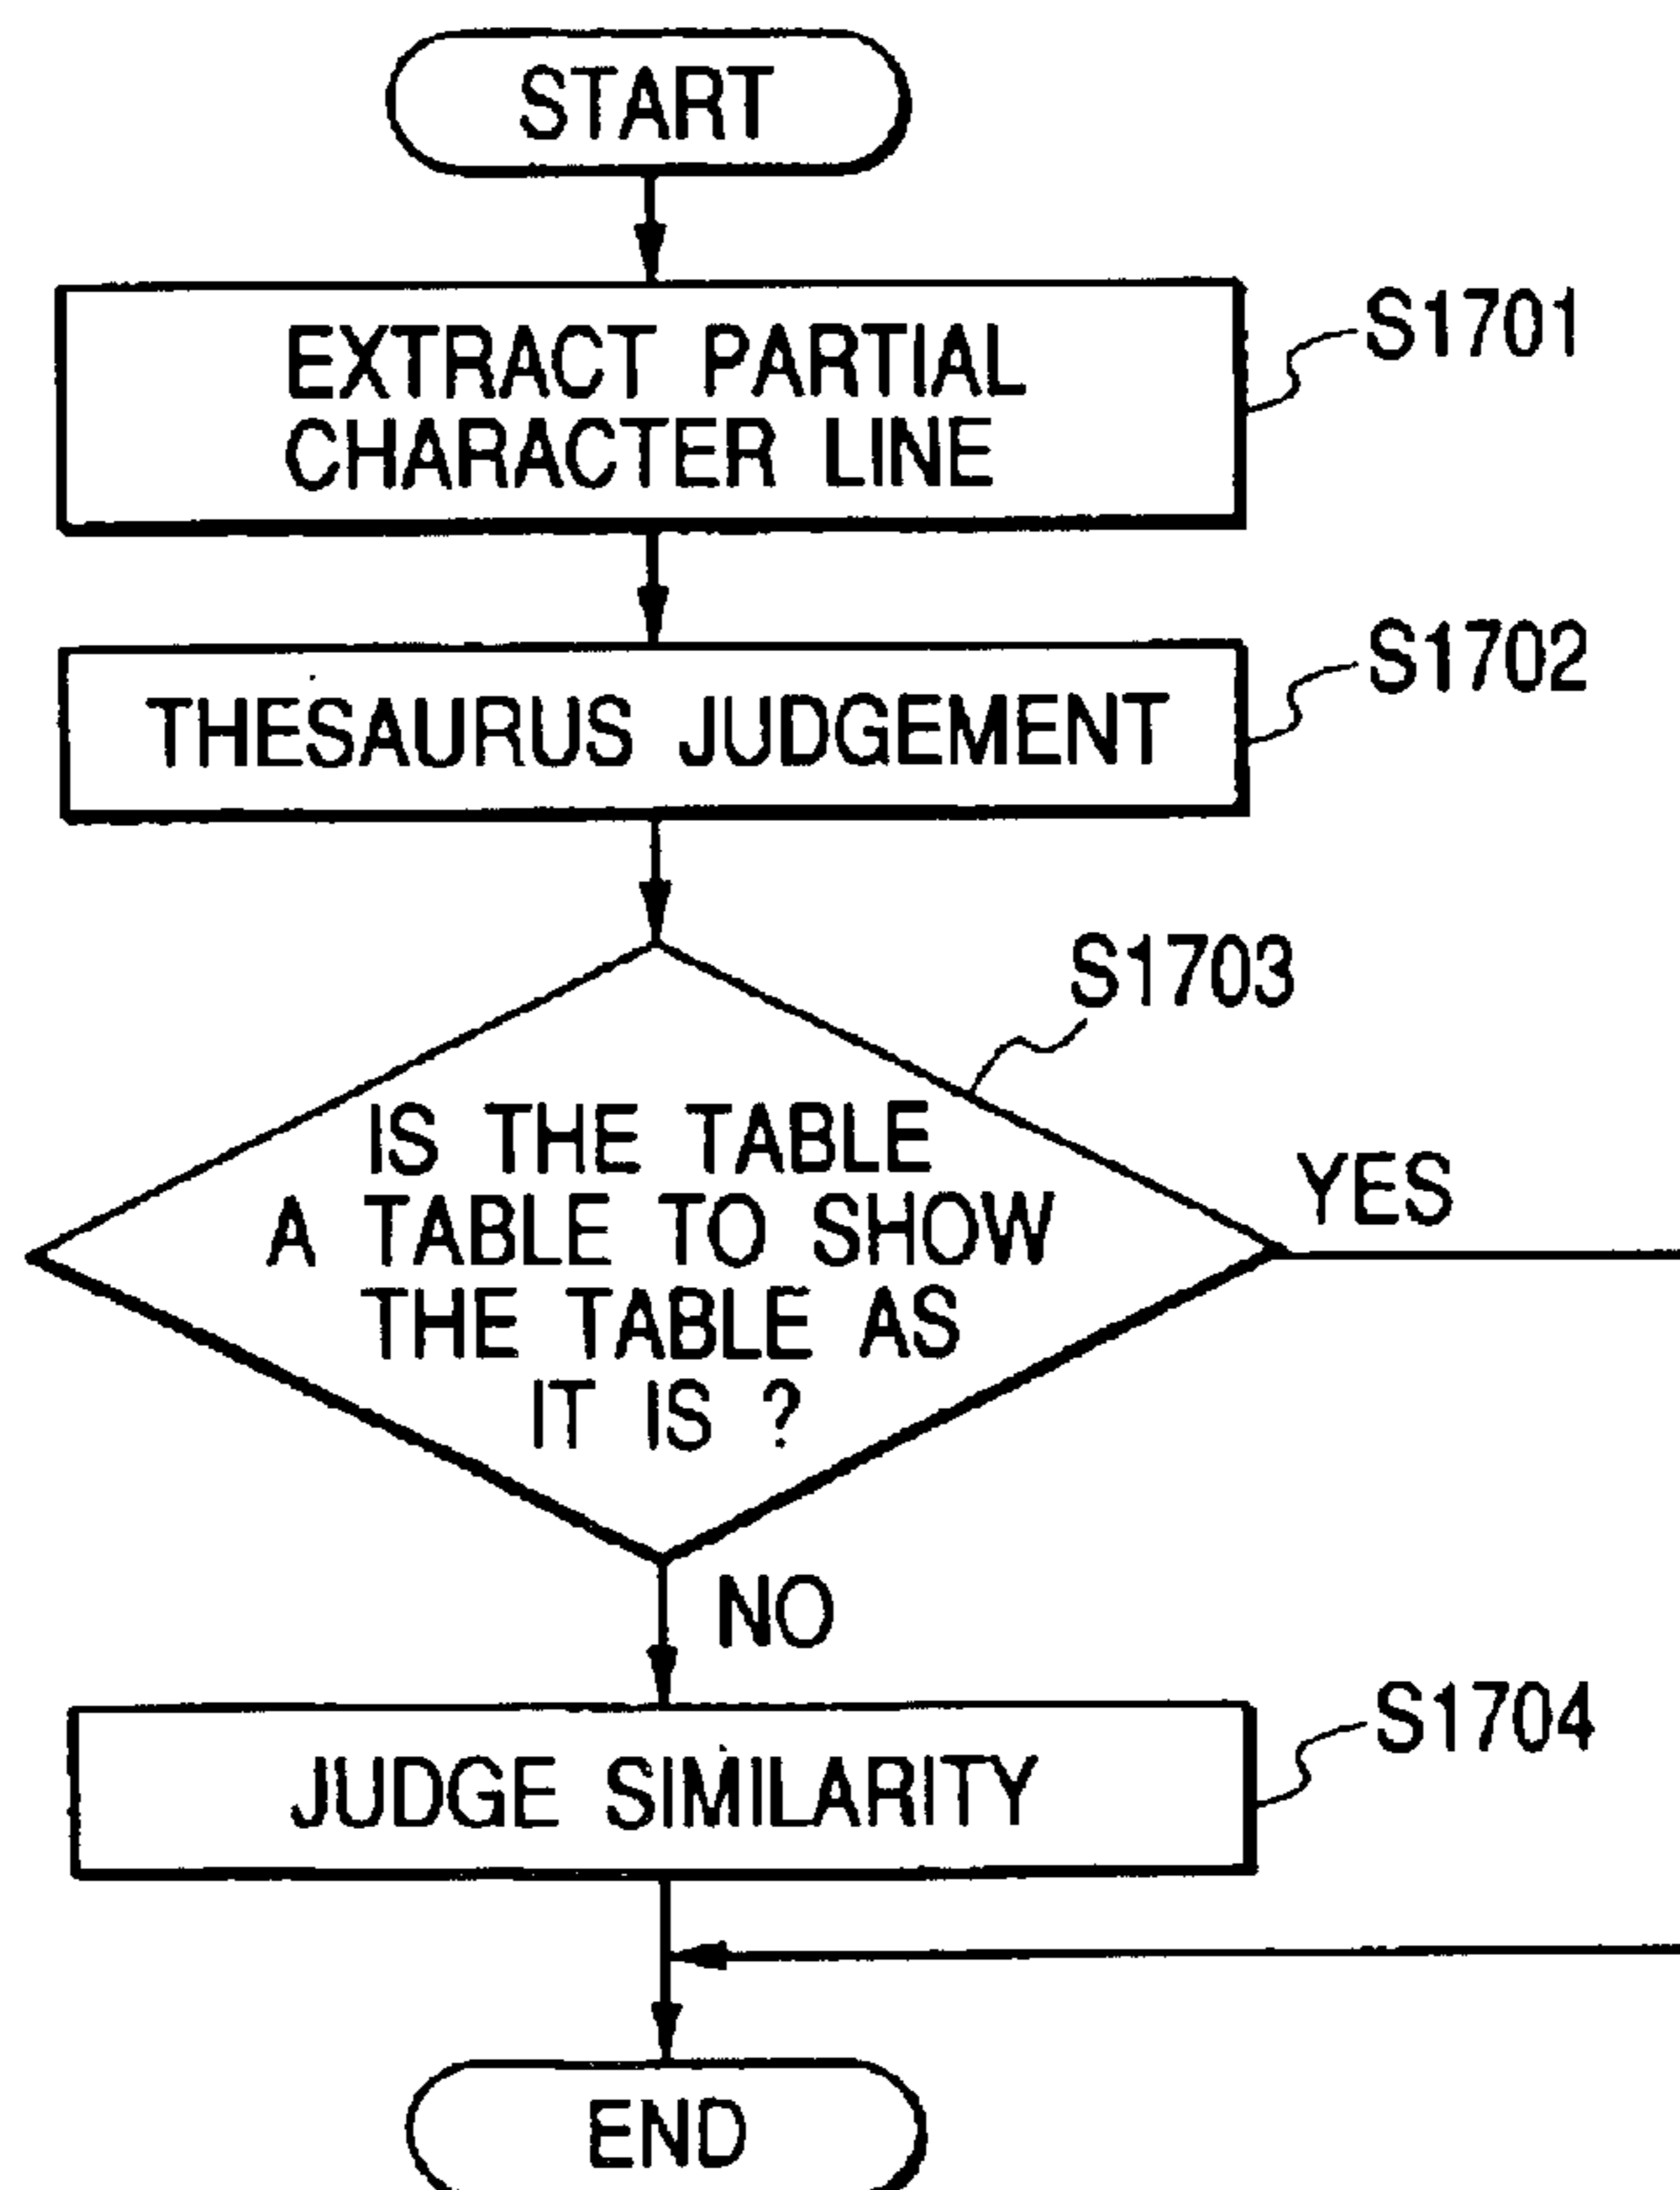 START
EXTRACT PARTIAL
CHARACTER LINE
S1701
THESAURUS JUDGEMENT
S1702
S1703
IS THE TABLE
A TABLE TO SHOW
THE TABLE AS
IT IS ?
YES
NO
JUDGE SIMILARITY
S1704
END